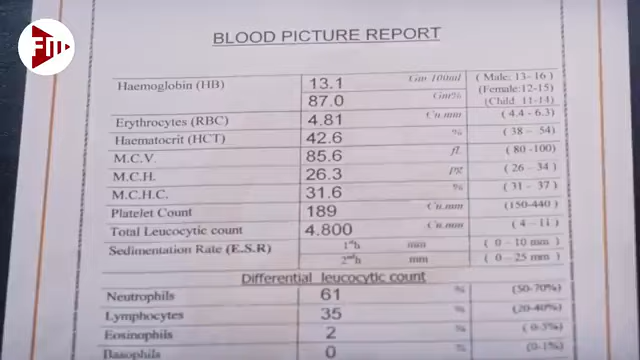 FM
BLOOD PICTURE REPORT
Haemoglobin (HB) 13.1 Gm 100ml ( Male: 13- 16 )
87.0 Gm% (Female:12-15)
(Child 11-14)
Erythrocytes (RBC) 4.81 Cu.mm ( 4.4 - 6.3)
Haematocrit (HCT) 42.6 % ( 38 – 54)
M.C.V. 85.6 fl ( 80 -100)
M.C.H. 26.3 pg ( 26 – 34 )
M.C.H.C. 31.6 % ( 31 - 37)
Platelet Count 189 Cu.mm (150-440 )
Total Leucocytic count 4.800 Cu.mm ( 4 – 11 )
Sedimentation Rate (E.S.R) 1st h mm ( 0 – 10 mm )
2nd h mm ( 0 – 25 mm )
Differential leucocytic count
Neutrophils 61 % (50-70%)
Lymphocytes 35 % (20-40%)
Eosinophils 2 % ( 0-3%)
Basophils 0 % (0-1%)